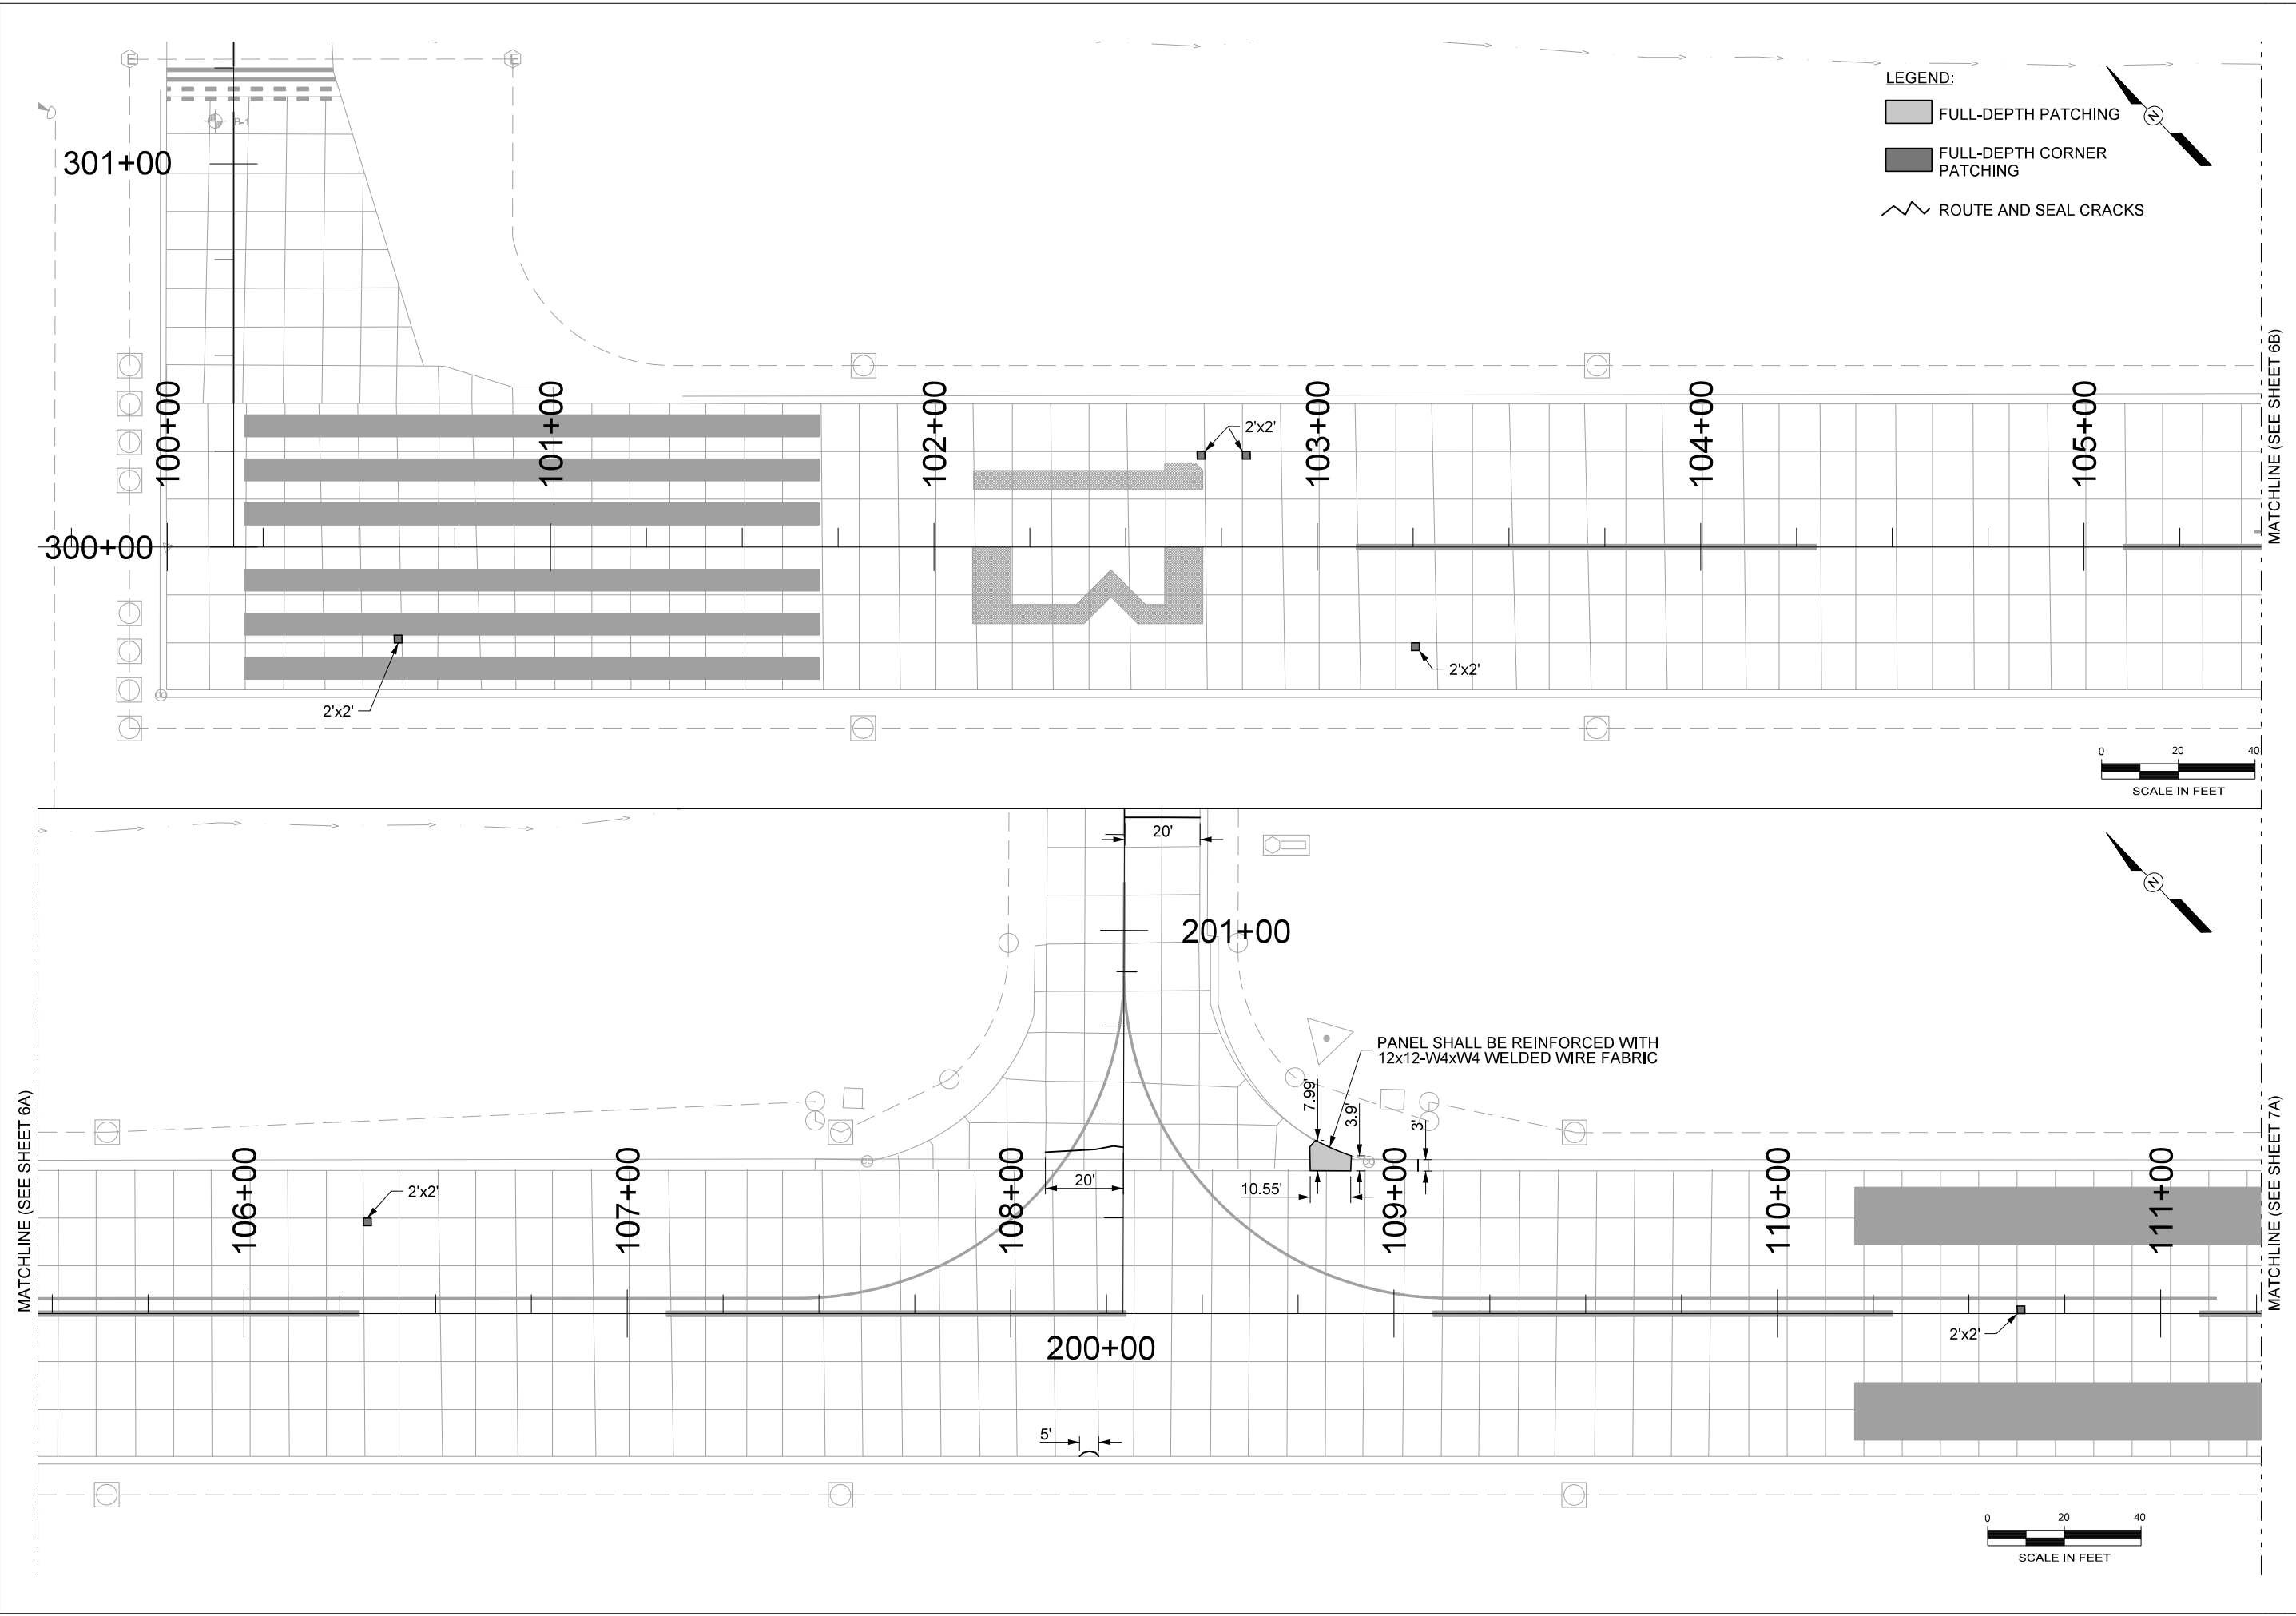 E
E
LEGEND:
FULL-DEPTH PATCHING
FULL-DEPTH CORNER
PATCHING
ROUTE AND SEAL CRACKS
N
B-1
301+00
300+00
100+00
101+00
102+00
103+00
104+00
105+00
2'x2'
2'x2'
2'x2'
MATCHLINE (SEE SHEET 6B)
0 20 40
SCALE IN FEET
20'
201+00
N
PANEL SHALL BE REINFORCED WITH
12x12-W4xW4 WELDED WIRE FABRIC
7.99'
3.9'
3'
10.55'
20'
MATCHLINE (SEE SHEET 6A)
106+00
107+00
108+00
109+00
110+00
111+00
2'x2'
2'x2'
200+00
5'
MATCHLINE (SEE SHEET 7A)
0 20 40
SCALE IN FEET